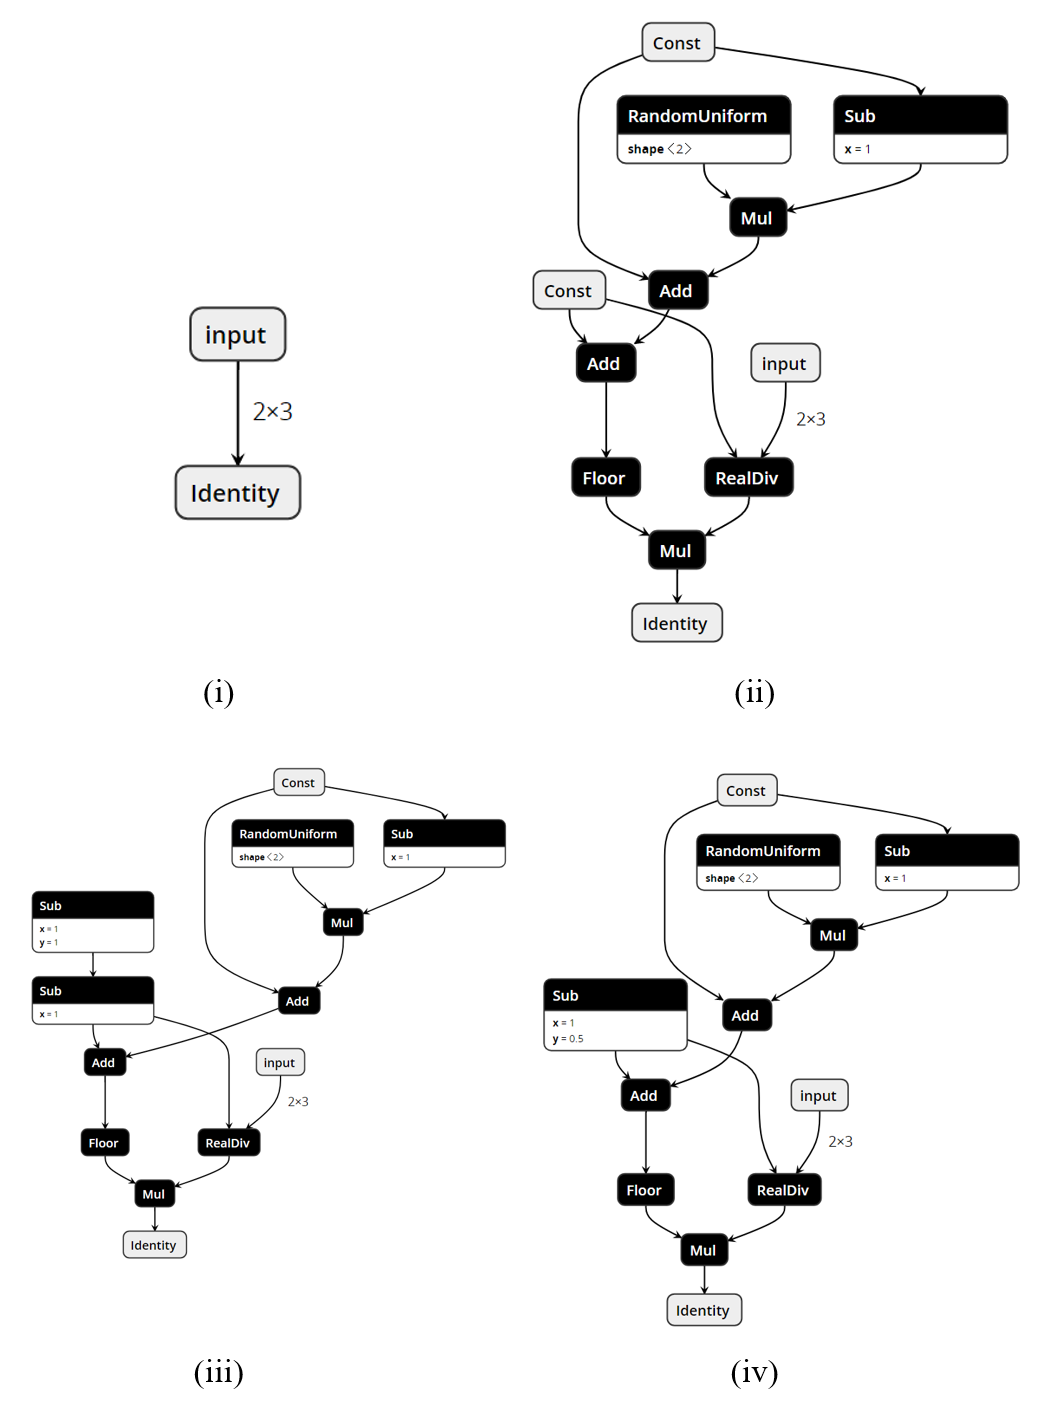 input
2×3
Identity
(i)
Const
RandomUniform
shape〈2〉
Sub
x = 1
Mul
Add
Const
Add
input
2×3
Floor
RealDiv
Mul
Identity
(ii)
Const
RandomUniform
shape〈2〉
Sub
x = 1
Sub
x = 1
y = 1
Mul
Sub
x = 1
Add
Add
input
2×3
Floor
RealDiv
Mul
Identity
(iii)
Const
RandomUniform
shape〈2〉
Sub
x = 1
Mul
Sub
x = 1
y = 0.5
Add
Add
input
2×3
Floor
RealDiv
Mul
Identity
(iv)